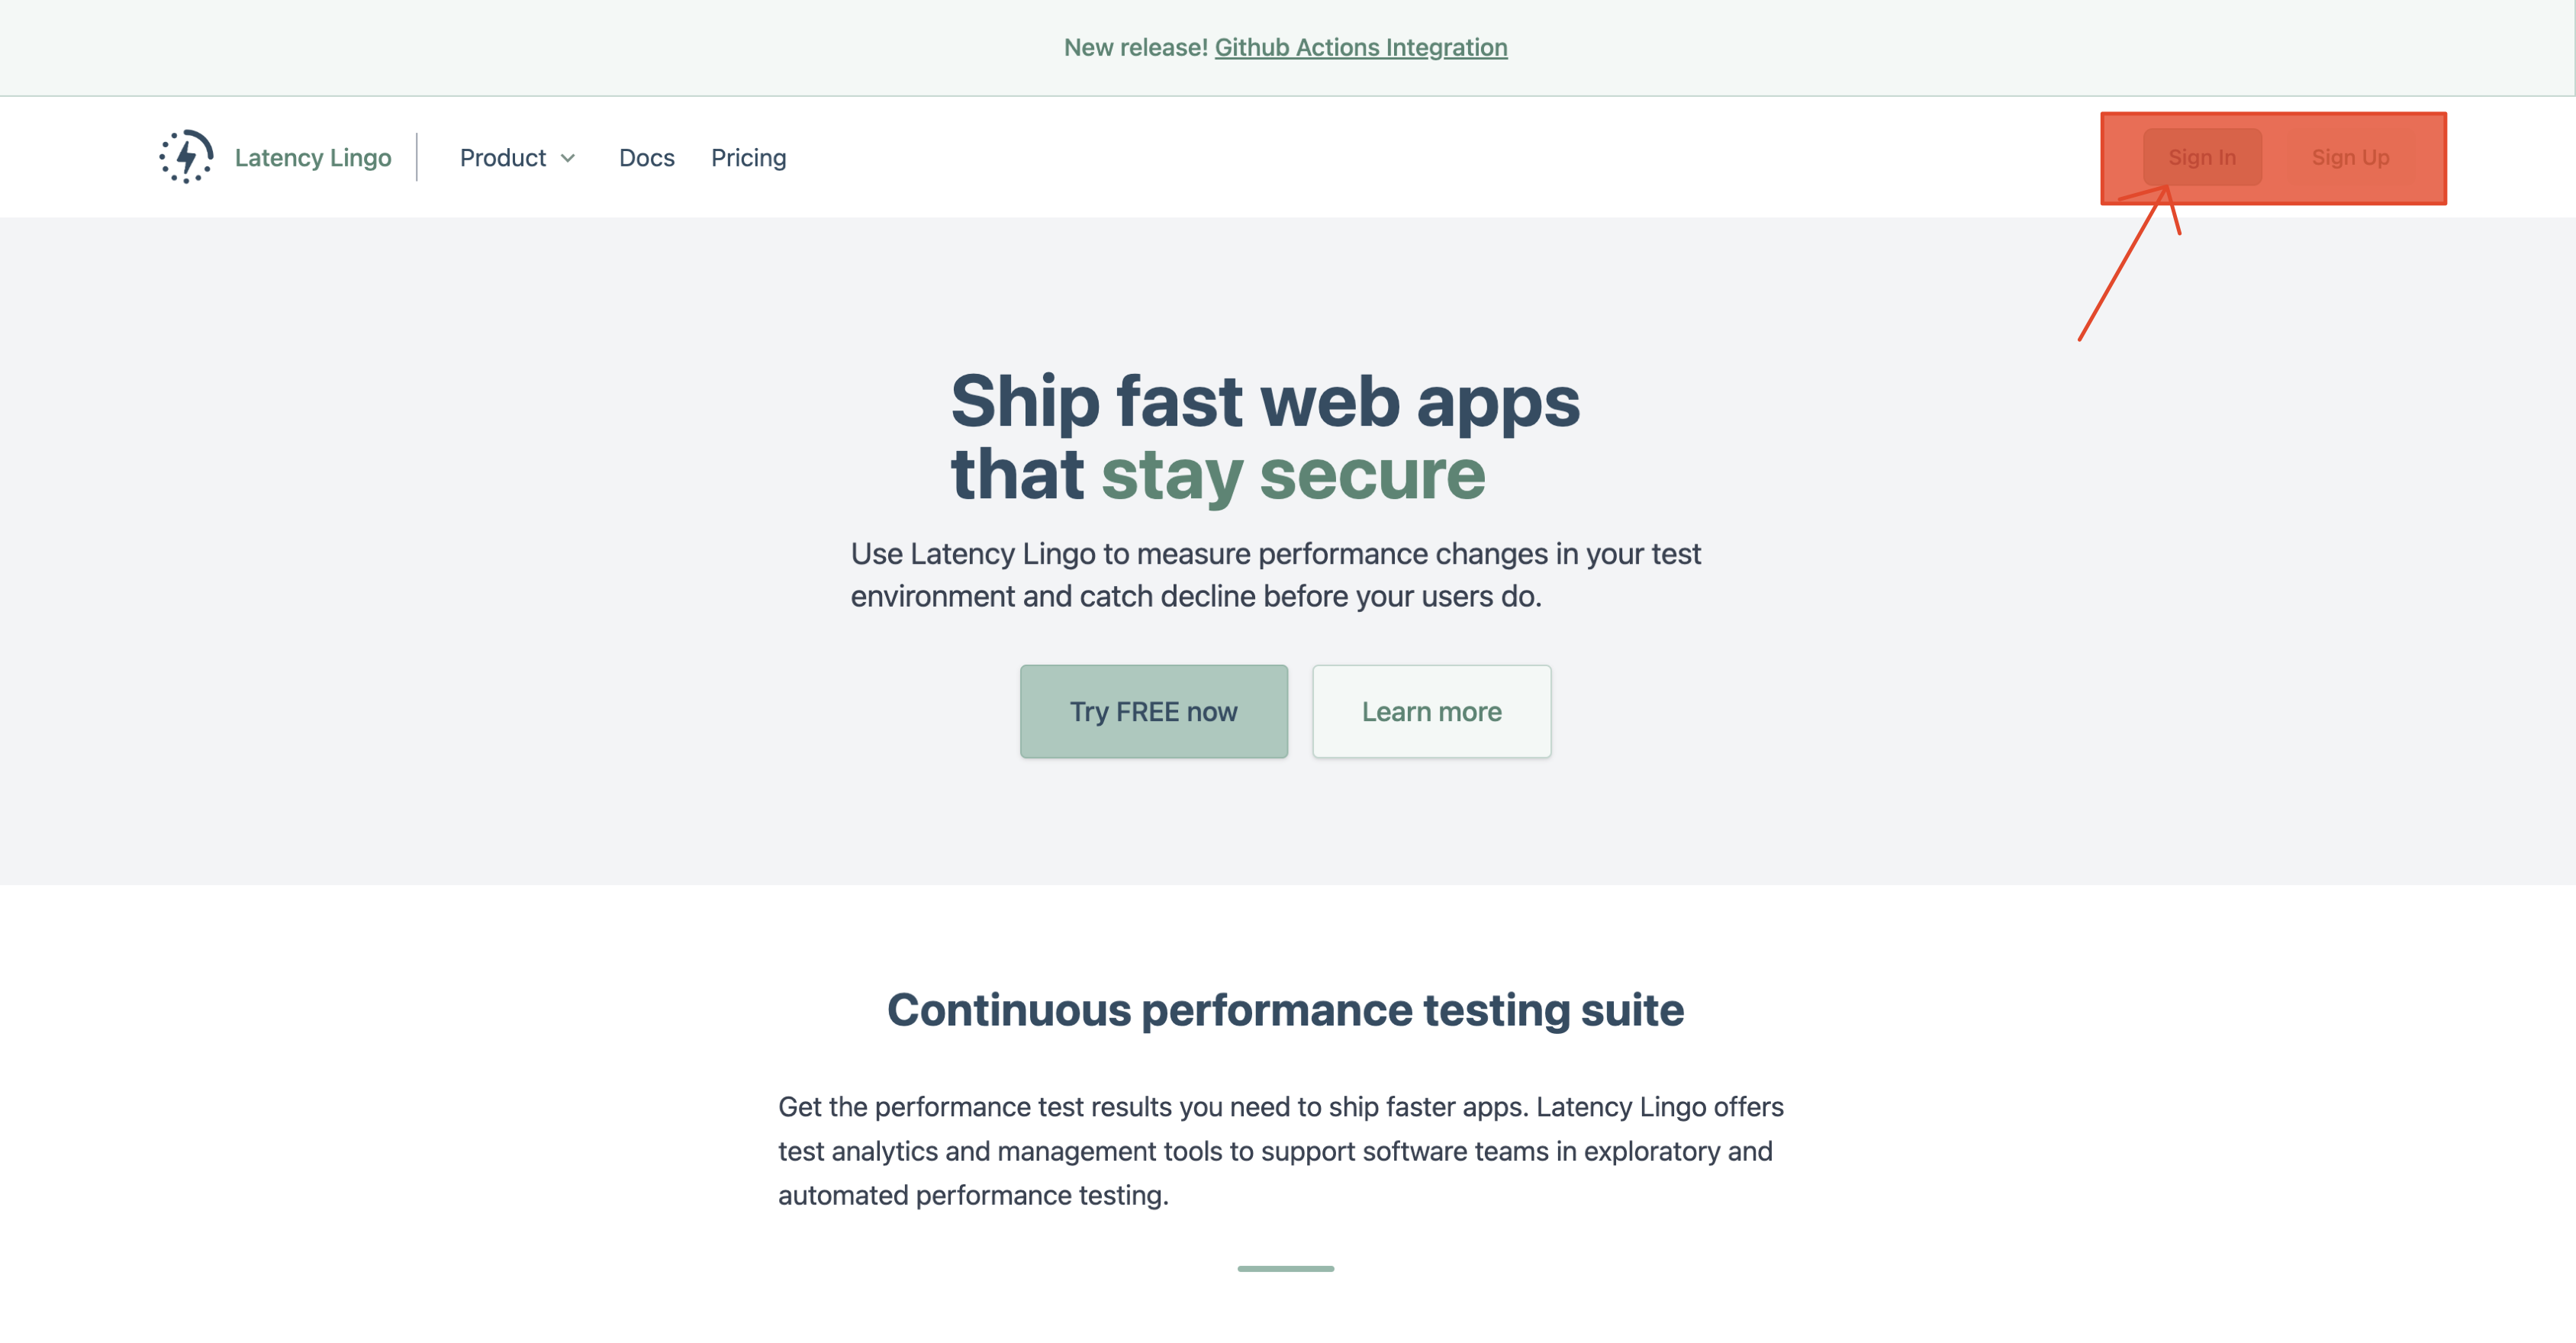 New release! Github Actions Integration
Latency Lingo
Product
Docs
Pricing
Sign In
Sign Up
Ship fast web apps
that stay secure
Use Latency Lingo to measure performance changes in your test
environment and catch decline before your users do.
Try FREE now
Learn more
Continuous performance testing suite
Get the performance test results you need to ship faster apps. Latency Lingo offers
test analytics and management tools to support software teams in exploratory and
automated performance testing.